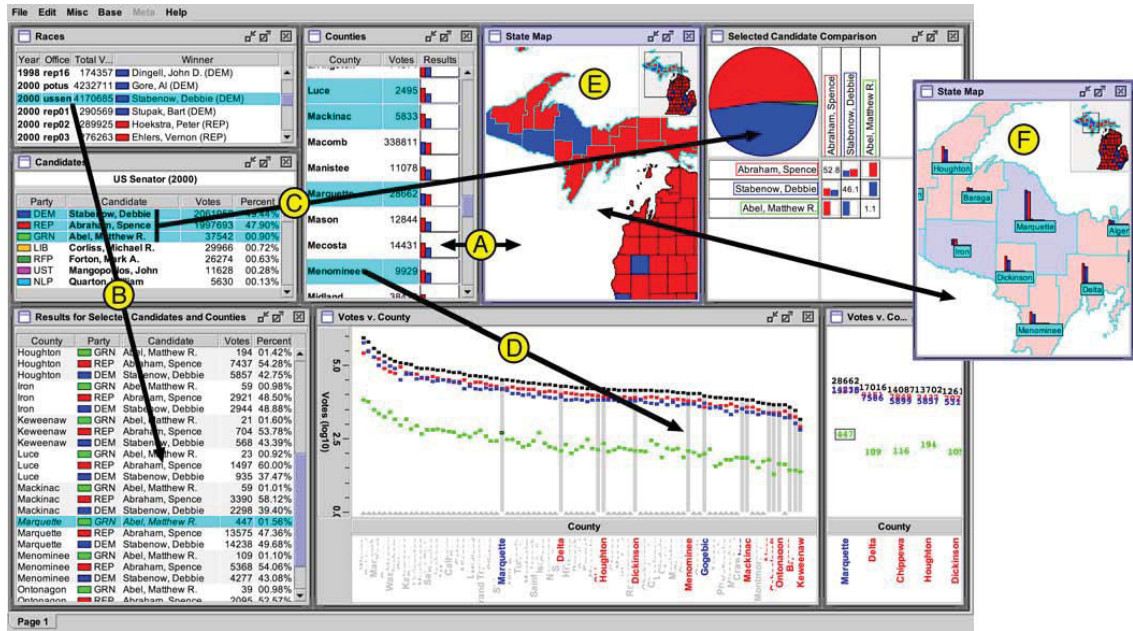 File Edit Misc Base Meta Help
Races
Year Office Total V... Winner
1998 rep16 174357 Dingell, John D. (DEM)
2000 potus 4232711 Gore, Al (DEM)
2000 ussen 4170685 Stabenow, Debbie (DEM)
2000 rep01 290569 Stupak, Bart (DEM)
2000 rep02 289925 Hoekstra, Peter (REP)
2000 rep03 276263 Ehlers, Vernon (REP)
Candidates
US Senator (2000)
Party Candidate Votes Percent
DEM Stabenow, Debbie
REP Abraham, Spence 1997693 47.90%
GRN Abel, Matthew R. 37542 00.90%
LIB Corliss, Michael R. 29966 00.72%
RFP Forton, Mark A. 26274 00.63%
UST Mangopoulos, John 11628 00.28%
NLP Quarton, William 5630 00.13%
Counties
County Votes Results
Luce 2495
Mackinac 5833
Macomb 338811
Manistee 11078
Marquette 28662
Mason 12844
Mecosta 14431
Menominee 9929
Midland
State Map
E
Selected Candidate Comparison
Abraham, Spence
Stabenow, Debbie
Abel, Matthew R.
Abraham, Spence 52.8
Stabenow, Debbie 46.1
Abel, Matthew R. 1.1
State Map
F
Houghton
Baraga
Marquette
Alger
Iron
Dickinson
Delta
Menominee
A
B
C
D
Results for Selected Candidates and Counties
County Party Candidate Votes Percent
Houghton GRN Abel, Matthew R. 194 01.42%
Houghton REP Abraham, Spence 7437 54.28%
Houghton DEM Stabenow, Debbie 5857 42.75%
Iron GRN Abel, Matthew R. 59 00.98%
Iron REP Abraham, Spence 2921 48.50%
Iron DEM Stabenow, Debbie 2944 48.88%
Keweenaw GRN Abel, Matthew R. 21 01.60%
Keweenaw REP Abraham, Spence 704 53.78%
Keweenaw DEM Stabenow, Debbie 568 43.39%
Luce GRN Abel, Matthew R. 23 00.92%
Luce REP Abraham, Spence 1497 60.00%
Luce DEM Stabenow, Debbie 935 37.47%
Mackinac GRN Abel, Matthew R. 59 01.01%
Mackinac REP Abraham, Spence 3390 58.12%
Mackinac DEM Stabenow, Debbie 2298 39.40%
Marquette GRN Abel, Matthew R. 447 01.56%
Marquette REP Abraham, Spence 13575 47.36%
Marquette DEM Stabenow, Debbie 14238 49.68%
Menominee GRN Abel, Matthew R. 109 01.10%
Menominee REP Abraham, Spence 5368 54.06%
Menominee DEM Stabenow, Debbie 4277 43.08%
Ontonagon GRN Abel, Matthew R. 39 00.98%
Ontonagon REP Abraham, Spence 2095 52.57%
Votes v. County
Votes (log10)
5.0
2.5
0.0
County
Marquette
Delta
Houghton
Dickinson
Menominee
Gogebic
Mackinac
Ontonagon
Keweenaw
Votes v. Co...
28662 17016 14087 13702 1261
447 109 116 194
County
Marquette
Delta
Chippewa
Houghton
Dickinson
Page 1